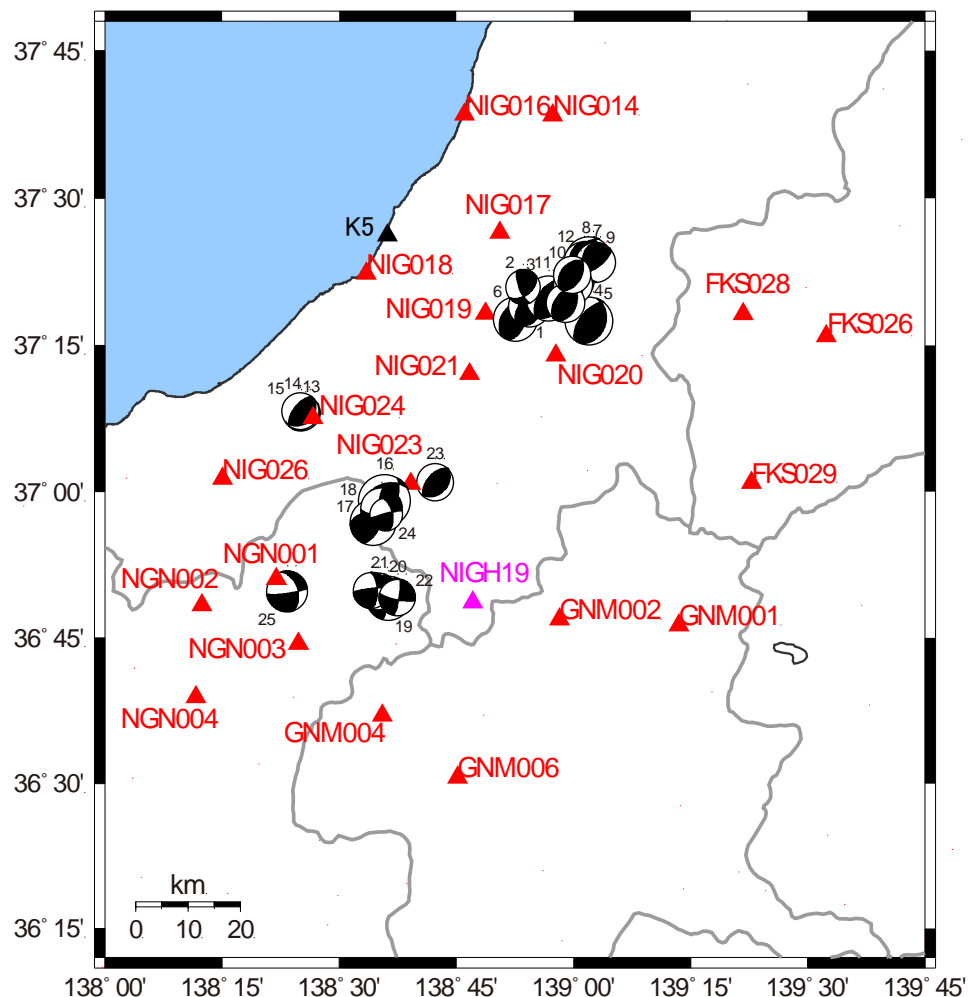 37° 45'
NIG016
NIG014
37° 30'
NIG017
K5
NIG018
12
8
7
9
10
2
3
11
6
4
5
1
NIG019
FKS028
FKS026
37° 15'
NIG021
NIG020
15
14
13
NIG024
NIG023
16
23
NIG026
18
17
24
FKS029
37° 00'
NGN001
NGN002
21
20
22
19
25
NIGH19
GNM002
GNM001
36° 45'
NGN003
NGN004
GNM004
GNM006
36° 30'
km
0
10
20
36° 15'
138° 00'
138° 15'
138° 30'
138° 45'
139° 00'
139° 15'
139° 30'
139° 45'